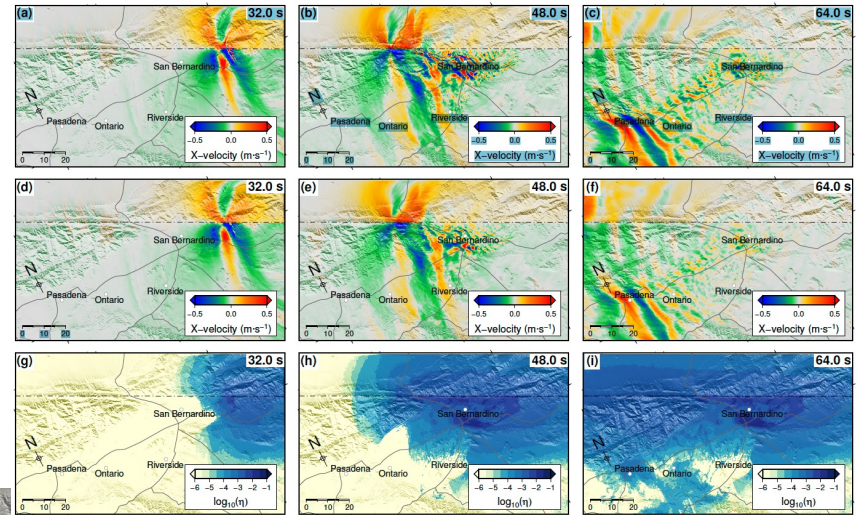 (a) 32.0 s
San Bernardino
N
Pasadena Ontario Riverside
0 10 20
−0.5 0.0 0.5
X−velocity (m·s⁻¹)
(b) 48.0 s
San Bernardino
N
Pasadena Ontario Riverside
0 10 20
−0.5 0.0 0.5
X−velocity (m·s⁻¹)
(c) 64.0 s
San Bernardino
N
Pasadena Ontario Riverside
0 10 20
−0.5 0.0 0.5
X−velocity (m·s⁻¹)
(d) 32.0 s
San Bernardino
N
Pasadena Ontario Riverside
0 10 20
−0.5 0.0 0.5
X−velocity (m·s⁻¹)
(e) 48.0 s
San Bernardino
N
Pasadena Ontario Riverside
0 10 20
−0.5 0.0 0.5
X−velocity (m·s⁻¹)
(f) 64.0 s
San Bernardino
N
Pasadena Ontario Riverside
0 10 20
−0.5 0.0 0.5
X−velocity (m·s⁻¹)
(g) 32.0 s
San Bernardino
N
Pasadena Ontario Riverside
0 10 20
−6 −5 −4 −3 −2 −1
log₁₀(η)
(h) 48.0 s
San Bernardino
N
Pasadena Ontario Riverside
0 10 20
−6 −5 −4 −3 −2 −1
log₁₀(η)
(i) 64.0 s
San Bernardino
N
Pasadena Ontario Riverside
0 10 20
−6 −5 −4 −3 −2 −1
log₁₀(η)